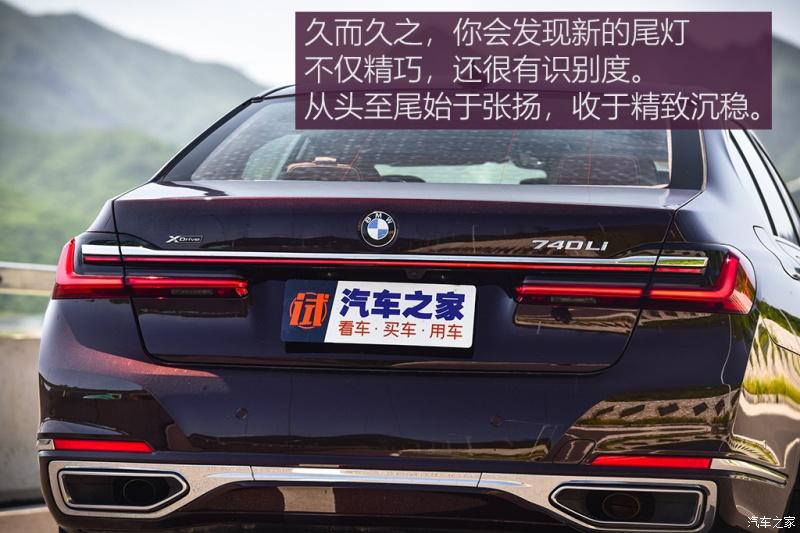 久而久之，你会发现新的尾灯
不仅精巧，还很有识别度。
从头至尾始于张扬，收于精致沉稳。
BMW
XDrive
740Li
试 汽车之家
看车·买车·用车
汽车之家